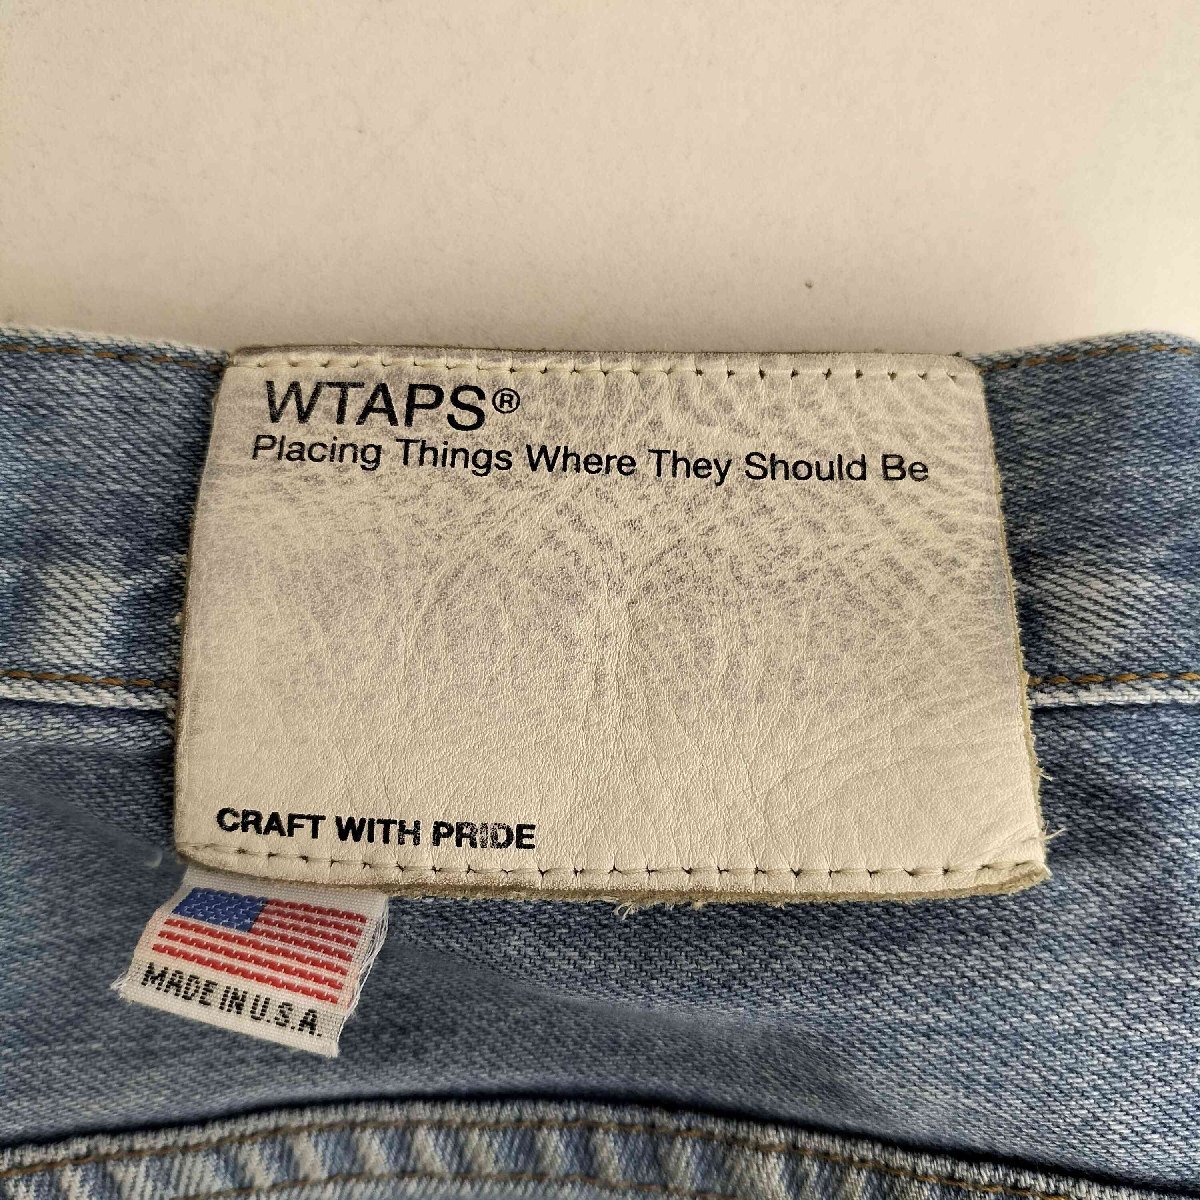 WTAPS®
Placing Things Where They Should Be
CRAFT WITH PRIDE
MADE IN U.S.A.